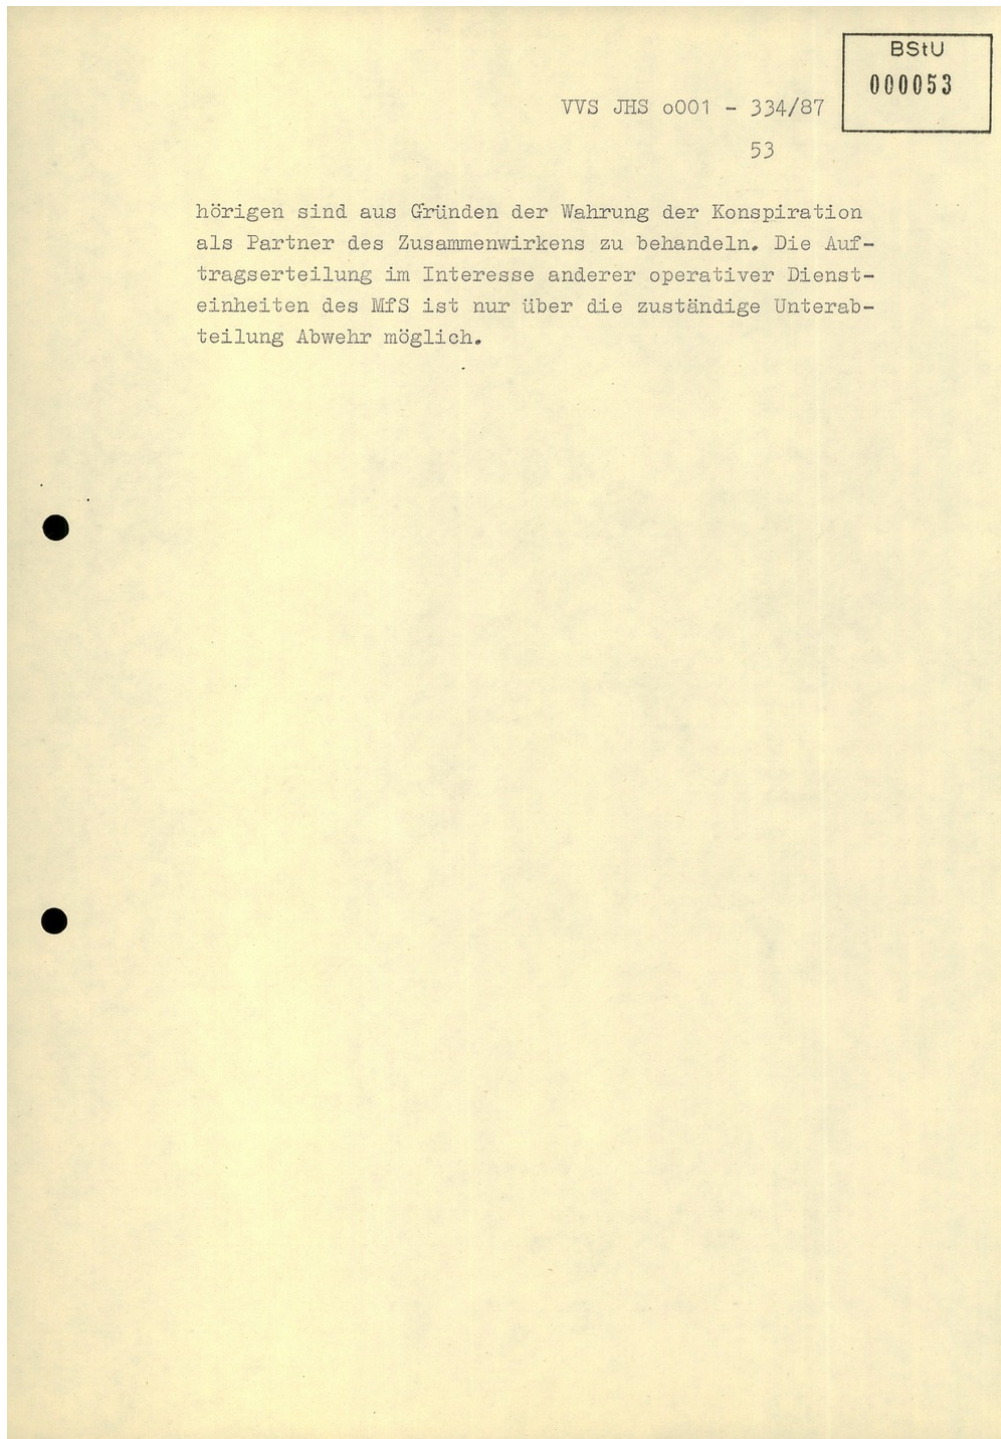 BStU
000053
VVS JHS o001 - 334/87
53
hörigen sind aus Gründen der Wahrung der Konspiration
als Partner des Zusammenwirkens zu behandeln. Die Auf-
tragserteilung im Interesse anderer operativer Dienst-
einheiten des MfS ist nur über die zuständige Unterab-
teilung Abwehr möglich.